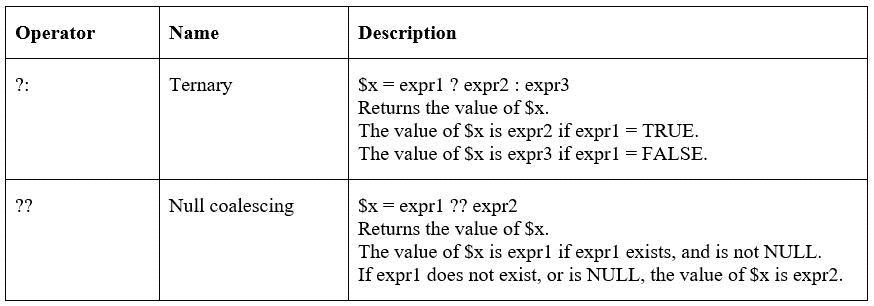 Operator Name Description
?: Ternary $x = expr1 ? expr2 : expr3
Returns the value of $x.
The value of $x is expr2 if expr1 = TRUE.
The value of $x is expr3 if expr1 = FALSE.
?? Null coalescing $x = expr1 ?? expr2
Returns the value of $x.
The value of $x is expr1 if expr1 exists, and is not NULL.
If expr1 does not exist, or is NULL, the value of $x is expr2.